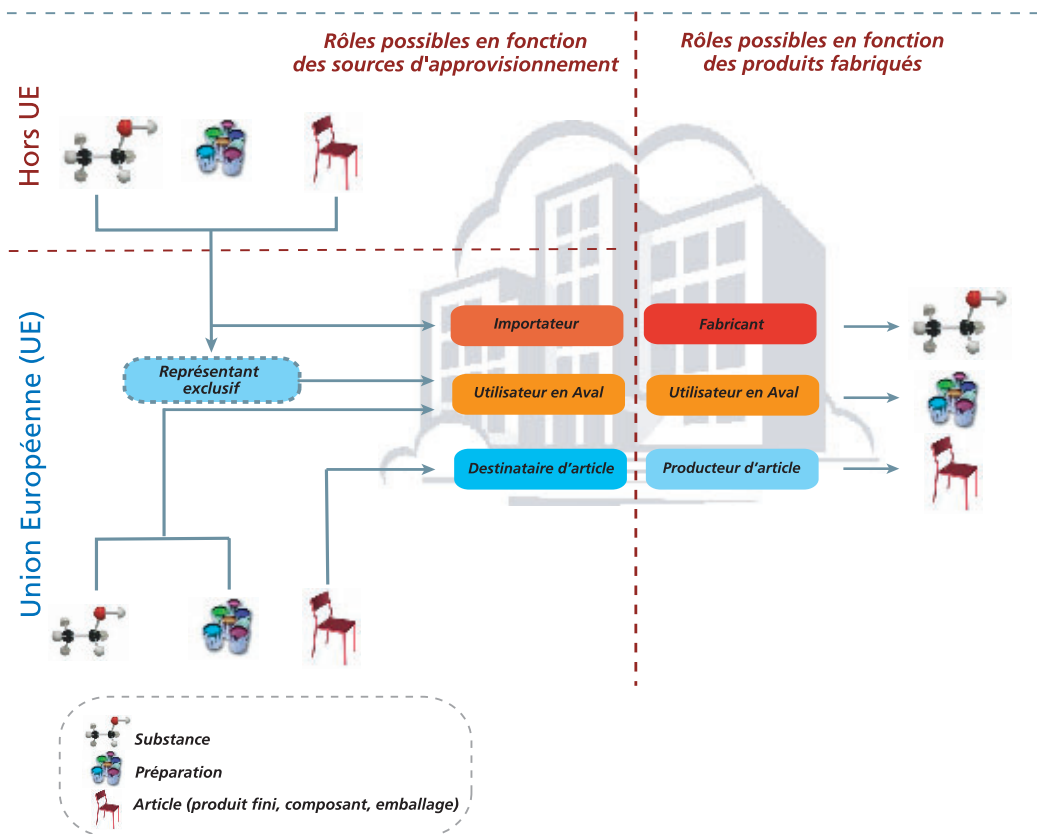 Rôles possibles en fonction
des sources d'approvisionnement
Rôles possibles en fonction
des produits fabriqués
Hors UE
Union Européenne (UE)
Importateur
Fabricant
Représentant
exclusif
Utilisateur en Aval
Utilisateur en Aval
Destinataire d’article
Producteur d’article
Substance
Préparation
Article (produit fini, composant, emballage)